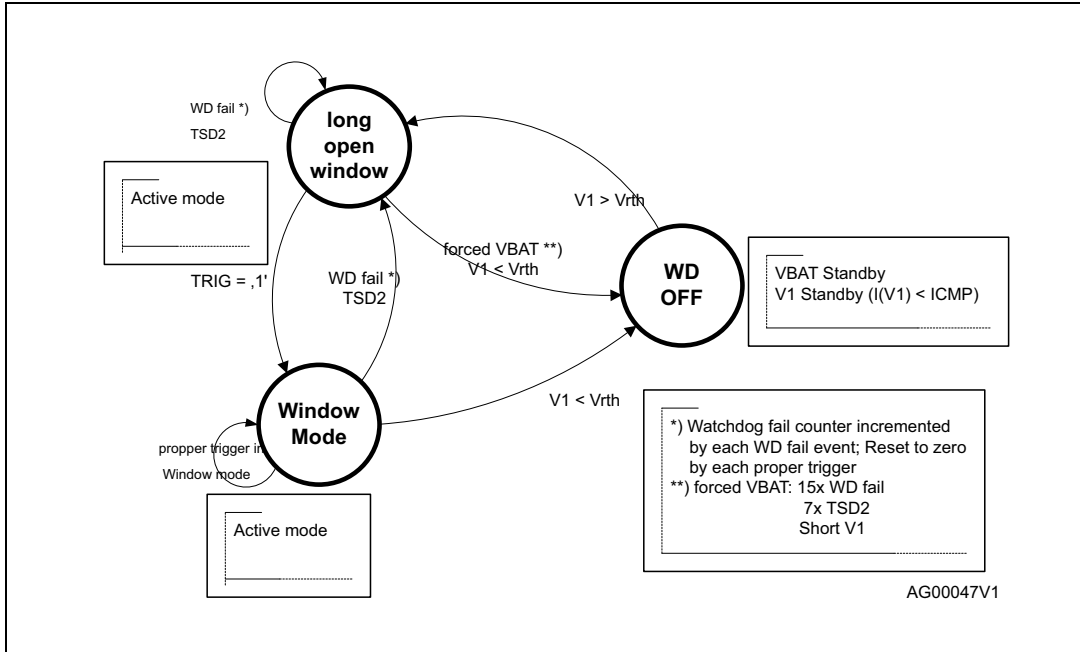 WD fail *)
TSD2
long
open
window
Active mode
TRIG = ‚1'
WD fail *)
TSD2
forced VBAT **)
V1 < Vrth
V1 > Vrth
WD
OFF
VBAT Standby
V1 Standby (I(V1) < ICMP)
Window
Mode
V1 < Vrth
propper trigger in
Window mode
Active mode
*) Watchdog fail counter incremented
by each WD fail event; Reset to zero
by each proper trigger
**) forced VBAT: 15x WD fail
7x TSD2
Short V1
AG00047V1